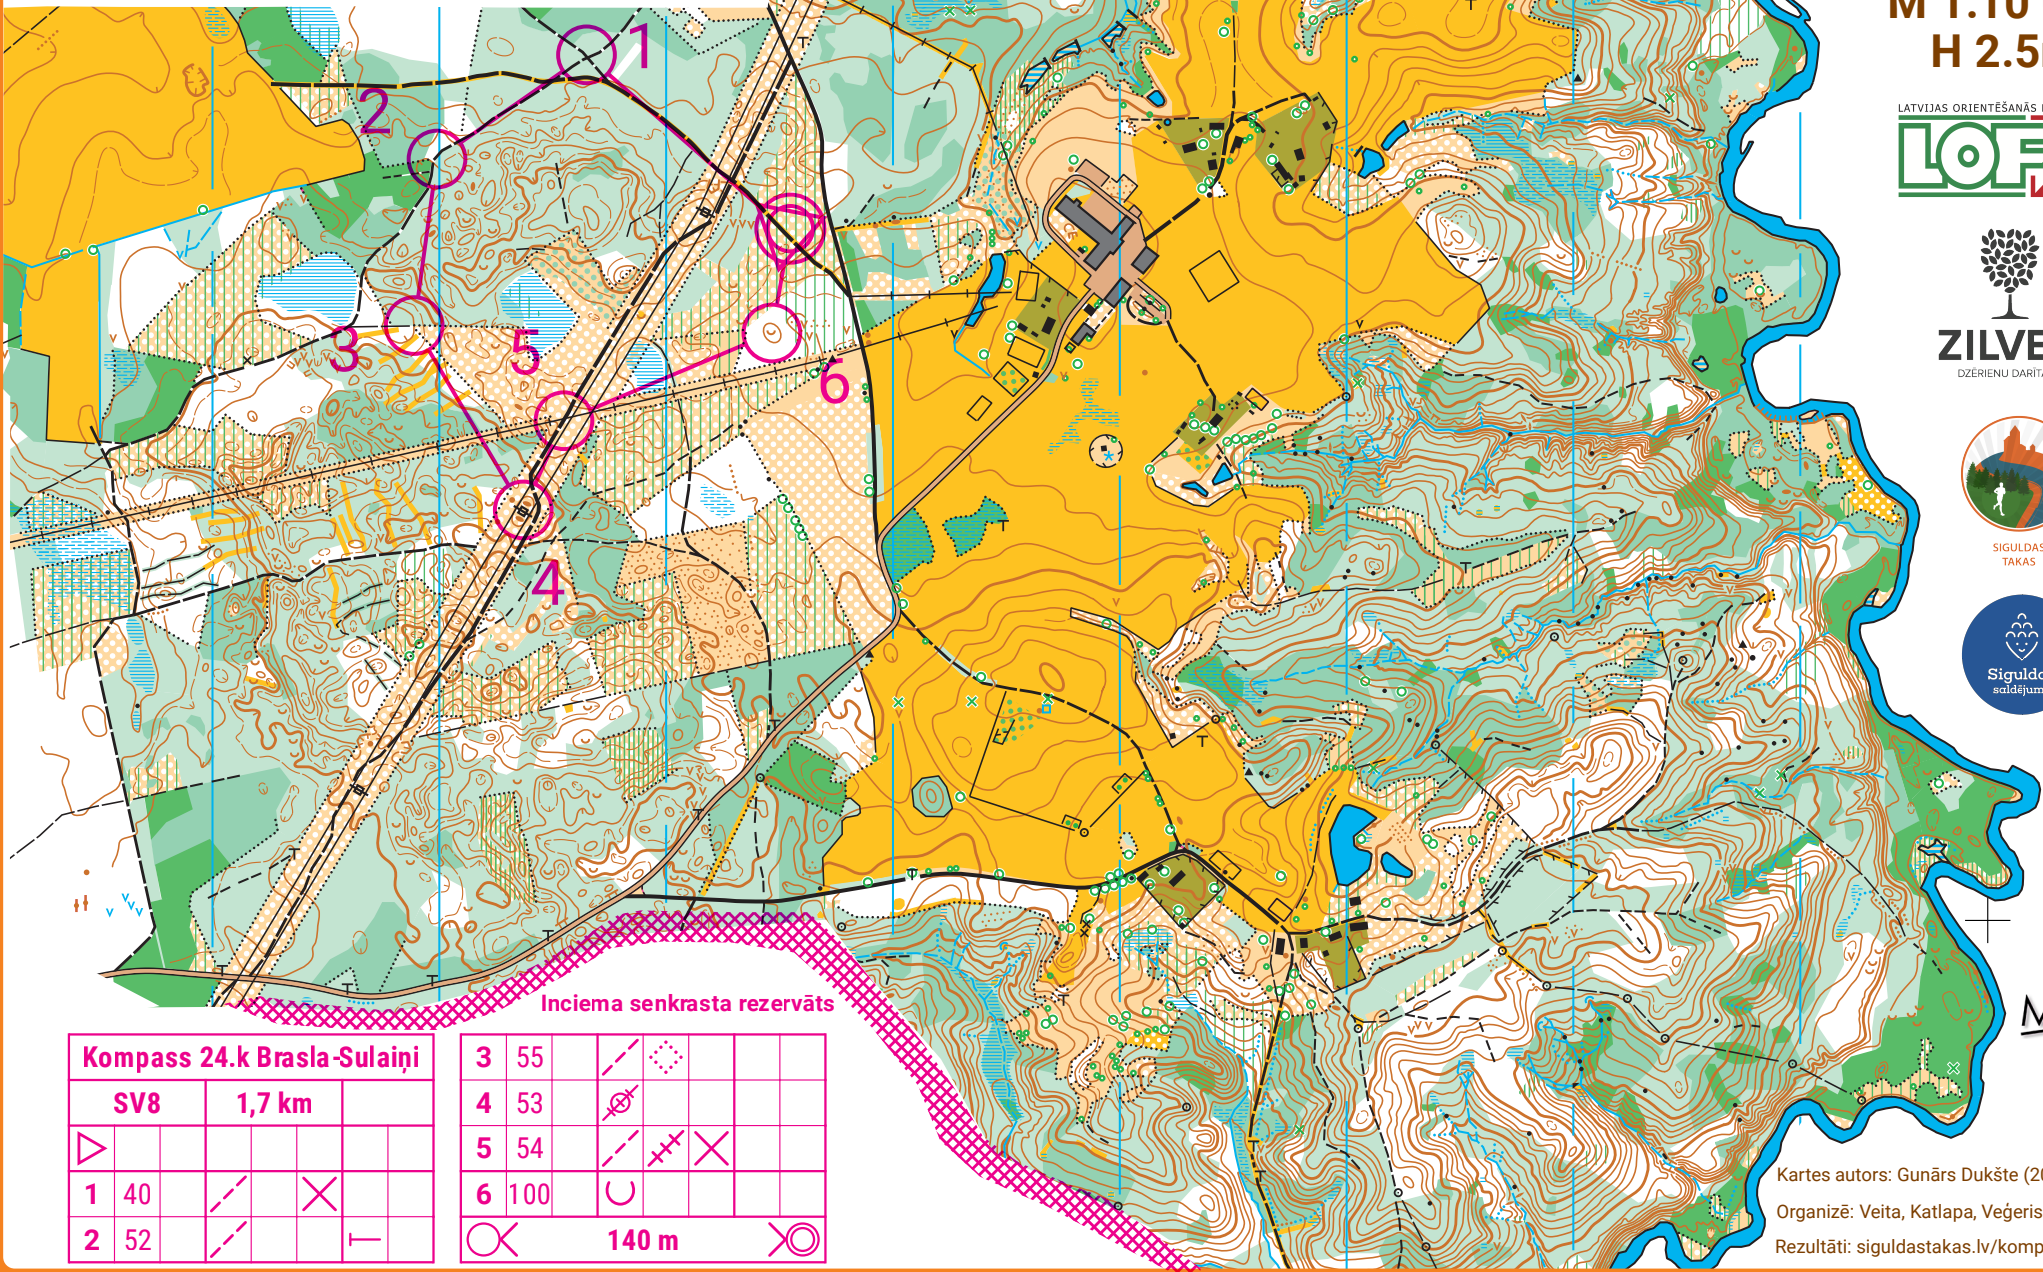 M 1:10
H 2.5
LATVIJAS ORIENTĒŠANĀS
LOF
ZILVE
DZĒRIENU DARĪT
SIGULDAS
TAKAS
Sigulda
saldējum
1
2
3
5
6
4
Inciema senkrasta rezervāts
Kompass 24.k Brasla-Sulaiņi
SV8 1,7 km
1 40
2 52
3 55
4 53
5 54
6 100
140 m
Kartes autors: Gunārs Dukšte (20
Organizē: Veita, Katlapa, Veģeris
Rezultāti: siguldastakas.lv/komp